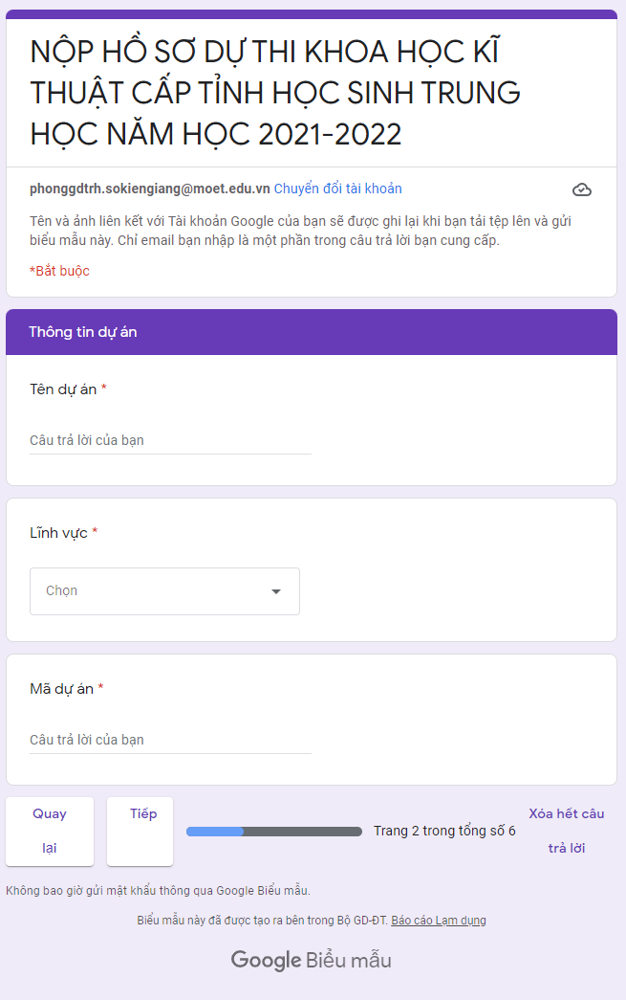 NỘP HỒ SƠ DỰ THI KHOA HỌC KĨ
THUẬT CẤP TỈNH HỌC SINH TRUNG
HỌC NĂM HỌC 2021-2022
phonggdtrh.sokiengiang@moet.edu.vn Chuyển đổi tài khoản
Tên và ảnh liên kết với Tài khoản Google của bạn sẽ được ghi lại khi bạn tải tệp lên và gửi
biểu mẫu này. Chỉ email bạn nhập là một phần trong câu trả lời bạn cung cấp.
*Bắt buộc
Thông tin dự án
Tên dự án *
Câu trả lời của bạn
Lĩnh vực *
Chọn
Mã dự án *
Câu trả lời của bạn
Quay
lại
Tiếp
Trang 2 trong tổng số 6
Xóa hết câu
trả lời
Không bao giờ gửi mật khẩu thông qua Google Biểu mẫu.
Biểu mẫu này đã được tạo ra bên trong Bộ GD-ĐT. Báo cáo Lạm dụng
Google Biểu mẫu